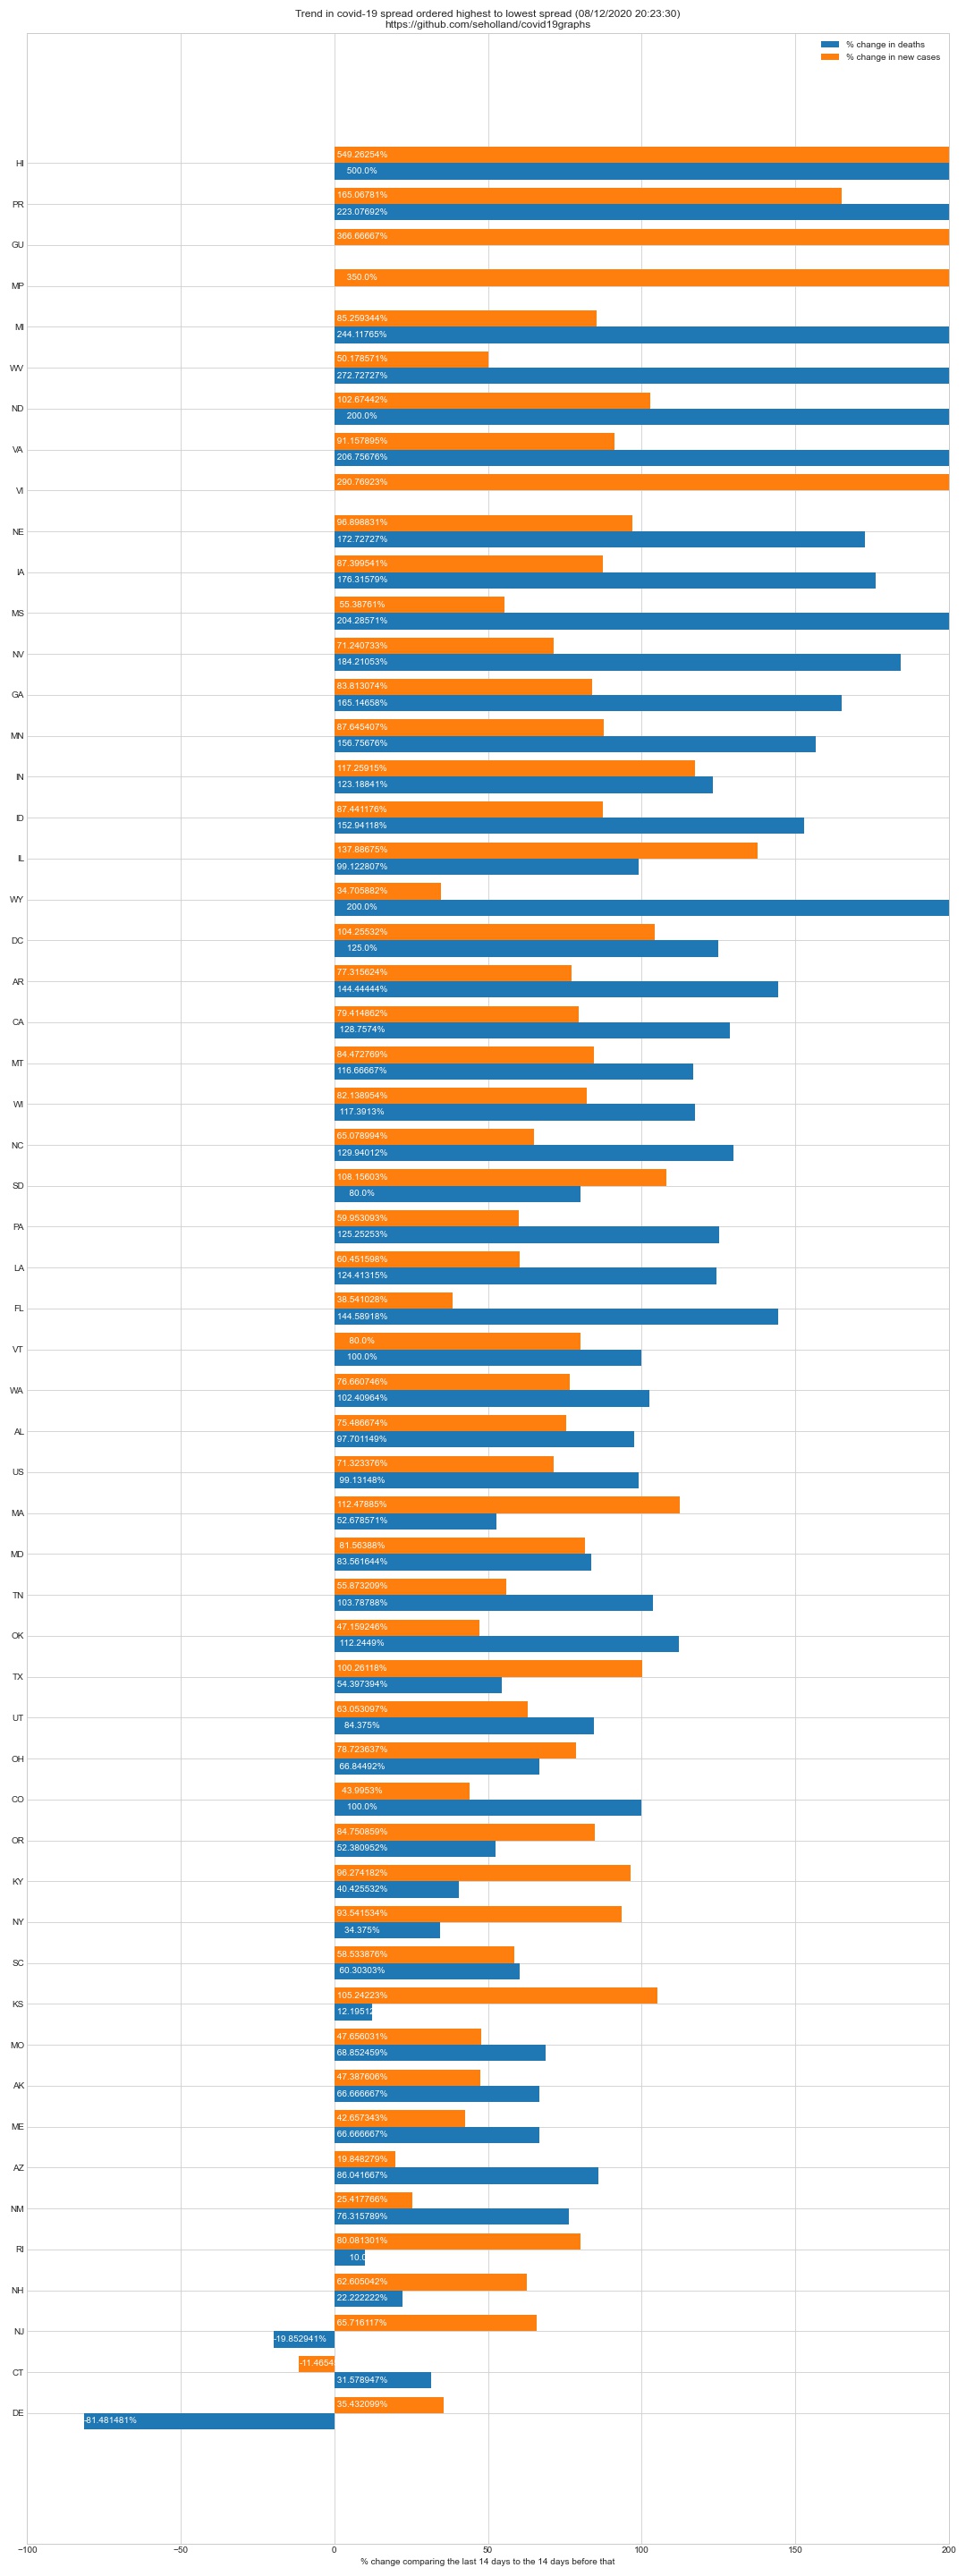 Trend in covid-19 spread ordered highest to lowest spread (08/12/2020 20:23:30)
https://github.com/seholland/covid19graphs
% change in deaths
% change in new cases
549.26254%
HI
500.0%
165.06781%
PR
223.07692%
366.66667%
GU
350.0%
MP
85.259344%
MI
244.11765%
50.178571%
WV
272.72727%
102.67442%
ND
200.0%
91.157895%
VA
206.75676%
290.76923%
VI
96.898831%
NE
172.72727%
87.399541%
IA
176.31579%
55.38761%
MS
204.28571%
71.240733%
NV
184.21053%
83.813074%
GA
165.14658%
87.645407%
MN
156.75676%
117.25915%
IN
123.18841%
87.441176%
ID
152.94118%
137.88675%
IL
99.122807%
34.705882%
WY
200.0%
104.25532%
DC
125.0%
77.315624%
AR
144.44444%
79.414862%
CA
128.7574%
84.472769%
MT
116.66667%
82.138954%
WI
117.3913%
65.078994%
NC
129.94012%
108.15603%
SD
80.0%
59.953093%
PA
125.25253%
60.451598%
LA
124.41315%
38.541028%
FL
144.58918%
80.0%
VT
100.0%
76.660746%
WA
102.40964%
75.486674%
AL
97.701149%
71.323376%
US
99.13148%
112.47885%
MA
52.678571%
81.56388%
MD
83.561644%
55.873209%
TN
103.78788%
47.159246%
OK
112.2449%
100.26118%
TX
54.397394%
63.053097%
UT
84.375%
78.723637%
OH
66.84492%
43.9953%
CO
100.0%
84.750859%
OR
52.380952%
96.274182%
KY
40.425532%
93.541534%
NY
34.375%
58.533876%
SC
60.30303%
105.24223%
KS
12.19512
47.656031%
MO
68.852459%
47.387606%
AK
66.666667%
42.657343%
ME
66.666667%
19.848279%
AZ
86.041667%
25.417766%
NM
76.315789%
80.081301%
RI
10.0
62.605042%
NH
22.222222%
65.716117%
NJ
-19.852941%
-11.4654
CT
31.578947%
35.432099%
DE
-81.481481%
−100 −50 0 50 100 150 200
% change comparing the last 14 days to the 14 days before that